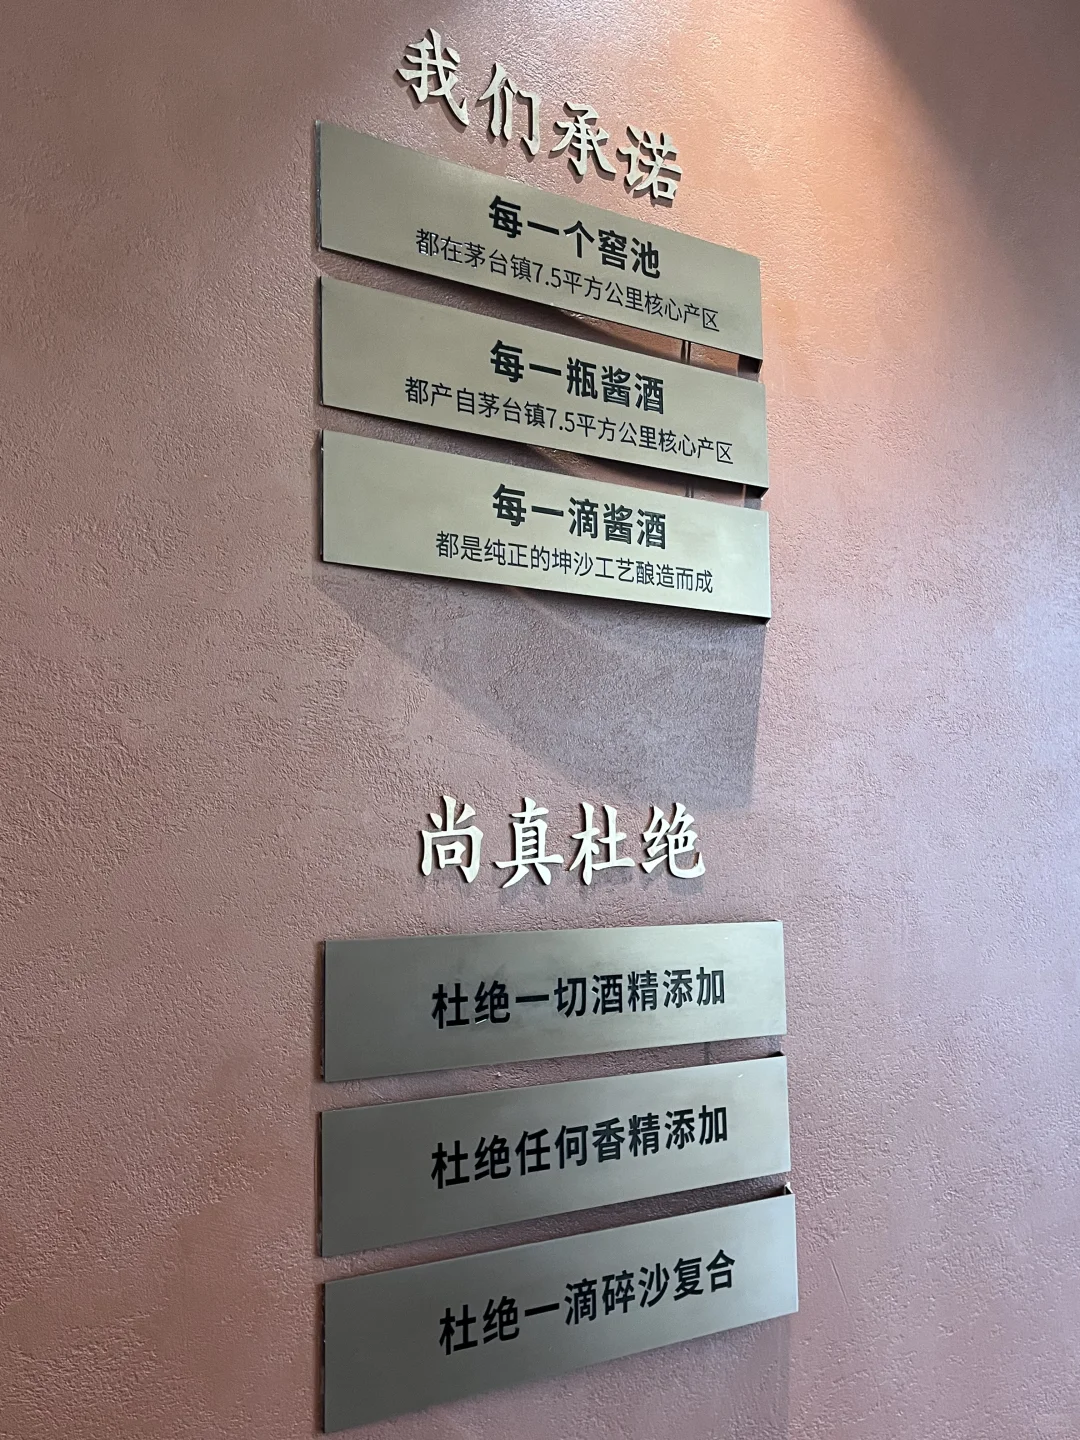 我们承诺
每一个窖池
都在茅台镇7.5平方公里核心产区
每一瓶酱酒
都产自茅台镇7.5平方公里核心产区
每一滴酱酒
都是纯正的坤沙工艺酿造而成
尚真杜绝
杜绝一切酒精添加
杜绝任何香精添加
杜绝一滴碎沙复合